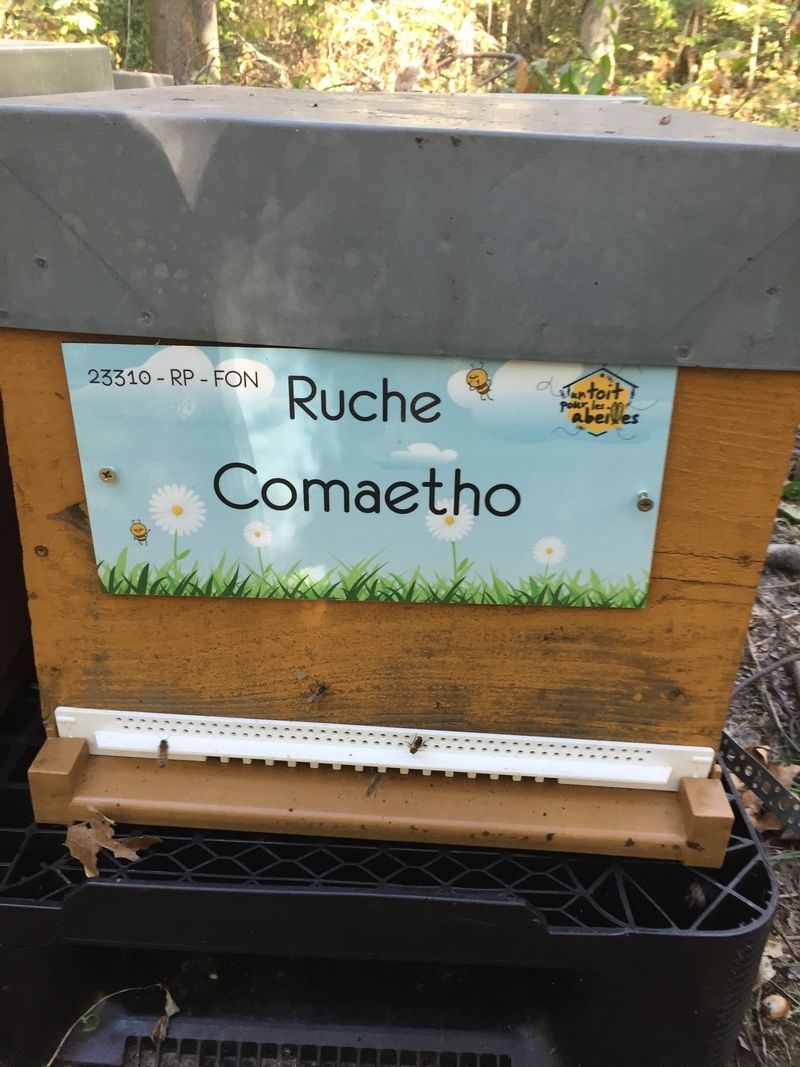 23310 - RP - FON
Ruche
Comaetho
un toit
pour les
abeilles